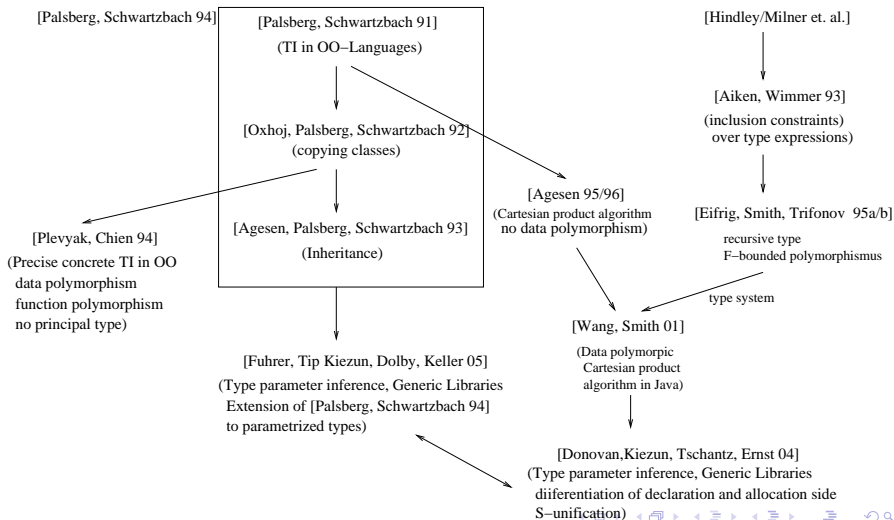 [Palsberg, Schwartzbach 94]
[Palsberg, Schwartzbach 91]
(TI in OO−Languages)
[Hindley/Milner et. al.]
[Aiken, Wimmer 93]
(inclusion constraints)
over type expressions)
[Oxhoj, Palsberg, Schwartzbach 92]
(copying classes)
[Agesen 95/96]
(Cartesian product algorithm
no data polymorphism)
[Eifrig, Smith, Trifonov 95a/b]
recursive type
F−bounded polymorphismus
[Plevyak, Chien 94]
(Precise concrete TI in OO
data polymorphism
function polymorphism
no principal type)
[Agesen, Palsberg, Schwartzbach 93]
(Inheritance)
type system
[Wang, Smith 01]
(Data polymorpic
Cartesian product
algorithm in Java)
[Fuhrer, Tip Kiezun, Dolby, Keller 05]
(Type parameter inference, Generic Libraries
Extension of [Palsberg, Schwartzbach 94]
to parametrized types)
[Donovan,Kiezun, Tschantz, Ernst 04]
(Type parameter inference, Generic Libraries
diifferentiation of declaration and allocation side
S−unification)